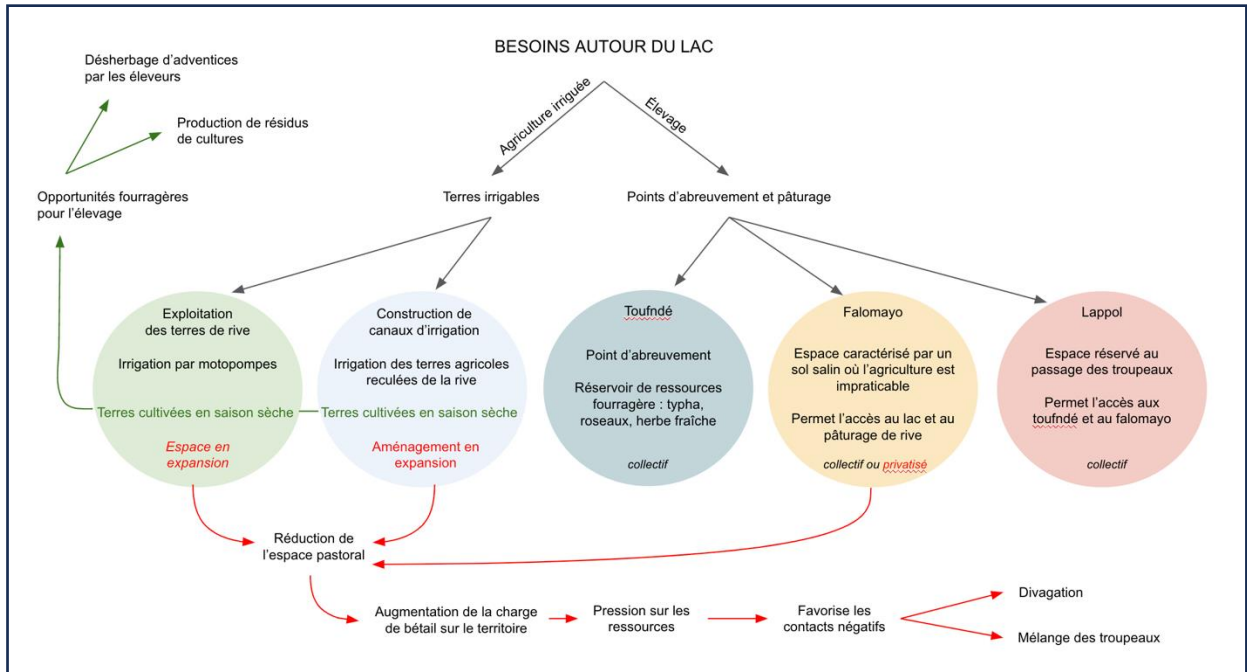 BESOINS AUTOUR DU LAC
Désherbage d'adventices
par les éleveurs
Production de résidus
de cultures
Opportunités fourragères
pour l'élevage
Agriculture irriguée
Élevage
Terres irrigables
Points d'abreuvement et pâturage
Exploitation
des terres de rive
Irrigation par motopompes
Terres cultivées en saison sèche
Espace en
expansion
Construction de
canaux d'irrigation
Irrigation des terres agricoles
reculées de la rive
Terres cultivées en saison sèche
Aménagement en
expansion
Toufndé
Point d'abreuvement
Réservoir de ressources
fourragère : typha,
roseaux, herbe fraîche
collectif
Falomayo
Espace caractérisé par un
sol salin où l'agriculture est
impraticable
Permet l'accès au lac et au
pâturage de rive
collectif ou privatisé
Lappol
Espace réservé au
passage des troupeaux
Permet l'accès aux
toufndé et au falomayo
collectif
Réduction de
l'espace pastoral
Augmentation de la charge
de bétail sur le territoire
Pression sur les
ressources
Favorise les
contacts négatifs
Divagation
Mélange des troupeaux